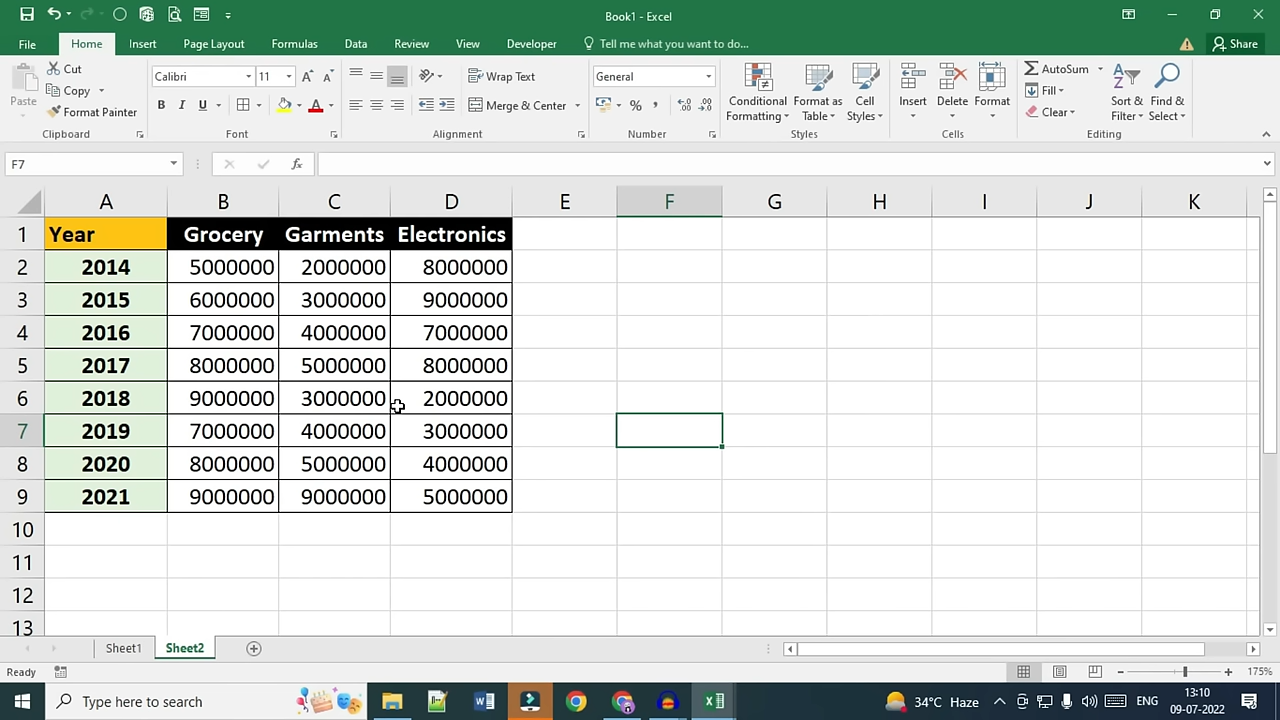 Book1 - Excel
File Home Insert Page Layout Formulas Data Review View Developer Tell me what you want to do... Share
Paste Cut Copy Format Painter Clipboard
Calibri 11 A A B I U A Font
Wrap Text Merge & Center Alignment
General % , Number
Conditional Formatting Format as Table Cell Styles Styles
Insert Delete Format Cells
AutoSum Fill Clear Sort & Filter Find & Select Editing
F7 fx
A B C D E F G H I J K
1 Year Grocery Garments Electronics
2 2014 5000000 2000000 8000000
3 2015 6000000 3000000 9000000
4 2016 7000000 4000000 7000000
5 2017 8000000 5000000 8000000
6 2018 9000000 3000000 2000000
7 2019 7000000 4000000 3000000
8 2020 8000000 5000000 4000000
9 2021 9000000 9000000 5000000
10
11
12
13
Sheet1 Sheet2
Ready 175%
Type here to search 34°C Haze ENG 13:10
09-07-2022